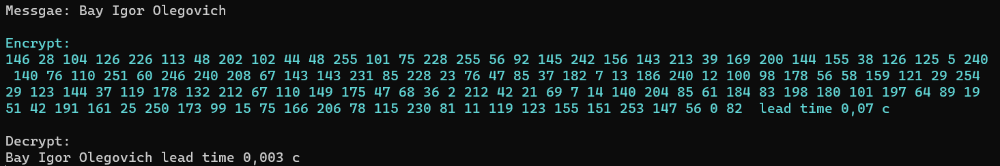 Messgae: Bay Igor Olegovich
Encrypt:
146 28 104 126 226 113 48 202 102 44 48 255 101 75 228 255 56 92 145 242 156 143 213 39 169 200 144 155 38 126 125 5 240
140 76 110 251 60 246 240 208 67 143 143 231 85 228 23 76 47 85 37 182 7 13 186 240 12 100 98 178 56 58 159 121 29 254
29 123 144 37 119 178 132 212 67 110 149 175 47 68 36 2 212 42 21 69 7 14 140 204 85 61 184 83 198 180 101 197 64 89 19
51 42 191 161 25 250 173 99 15 75 166 206 78 115 230 81 11 119 123 155 151 253 147 56 0 82  lead time 0,07 c
Decrypt:
Bay Igor Olegovich lead time 0,003 c